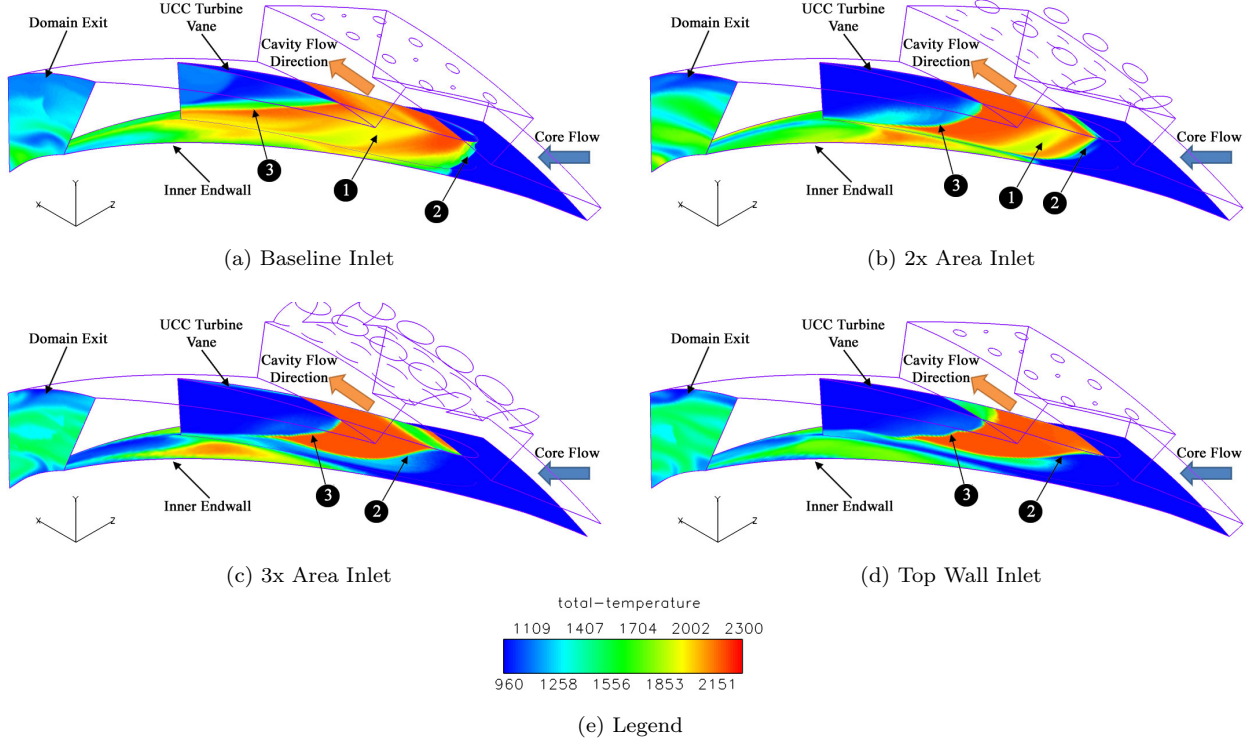 Domain Exit
UCC Turbine
Vane
Cavity Flow
Direction
Core Flow
Inner Endwall
Y
X
Z
3
1
2
(a) Baseline Inlet
Domain Exit
UCC Turbine
Vane
Cavity Flow
Direction
Core Flow
Inner Endwall
Y
X
Z
3
1
2
(b) 2x Area Inlet
Domain Exit
UCC Turbine
Vane
Cavity Flow
Direction
Core Flow
Inner Endwall
Y
X
Z
3
2
(c) 3x Area Inlet
Domain Exit
UCC Turbine
Vane
Cavity Flow
Direction
Core Flow
Inner Endwall
Y
X
Z
3
2
(d) Top Wall Inlet
total-temperature
1109 1407 1704 2002 2300
960 1258 1556 1853 2151
(e) Legend